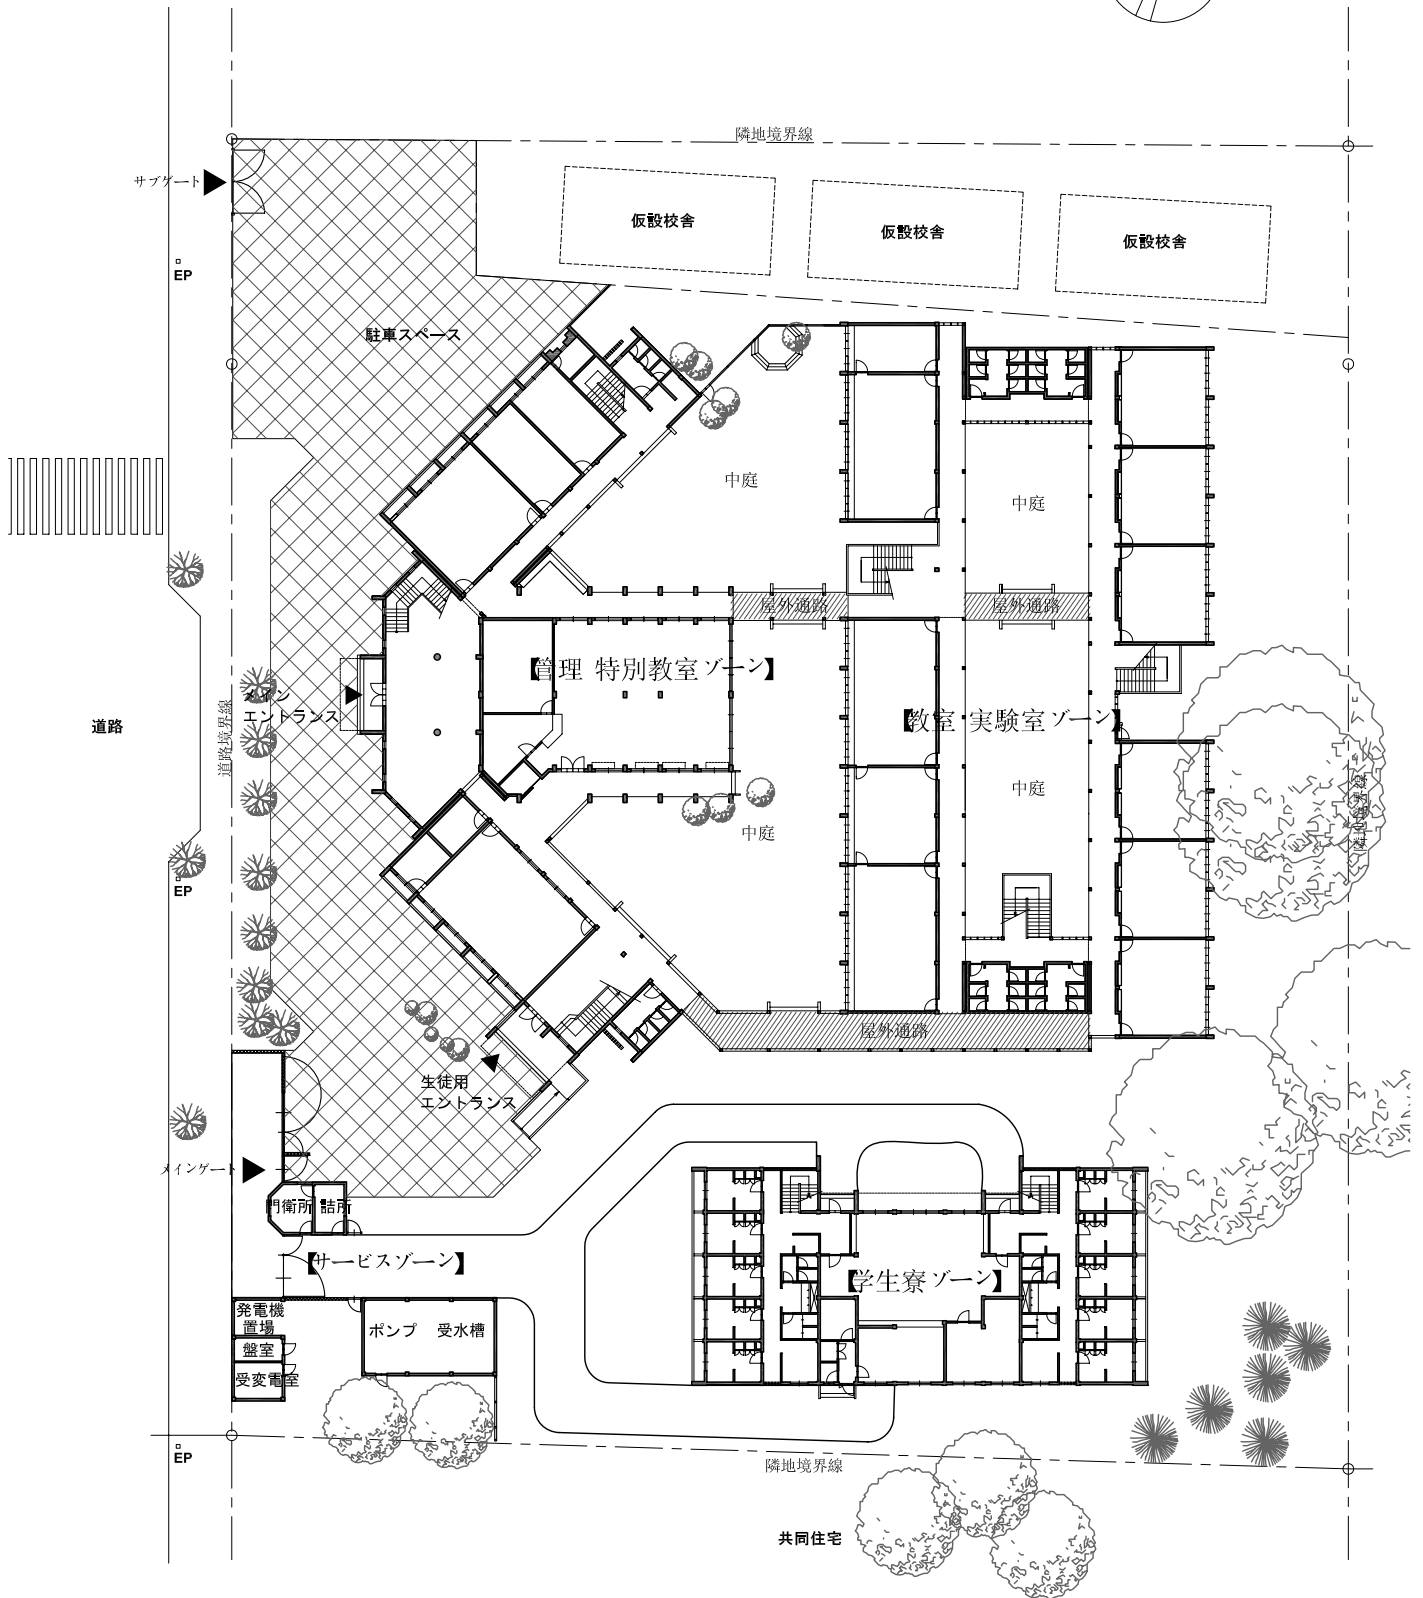 隣地境界線
サブゲート
仮設校舎
仮設校舎
仮設校舎
EP
駐車スペース
中庭
中庭
屋外通路
屋外通路
【管理 特別教室ゾーン】
メイン
エントランス
道路
道路境界線
【教室 実験室ゾーン】
中庭
中庭
隣地境界線
EP
屋外通路
生徒用
エントランス
メインゲート
門衛所
詰所
【サービスゾーン】
【学生寮ゾーン】
発電機
置場
ポンプ 受水槽
盤室
受変電室
EP
隣地境界線
共同住宅